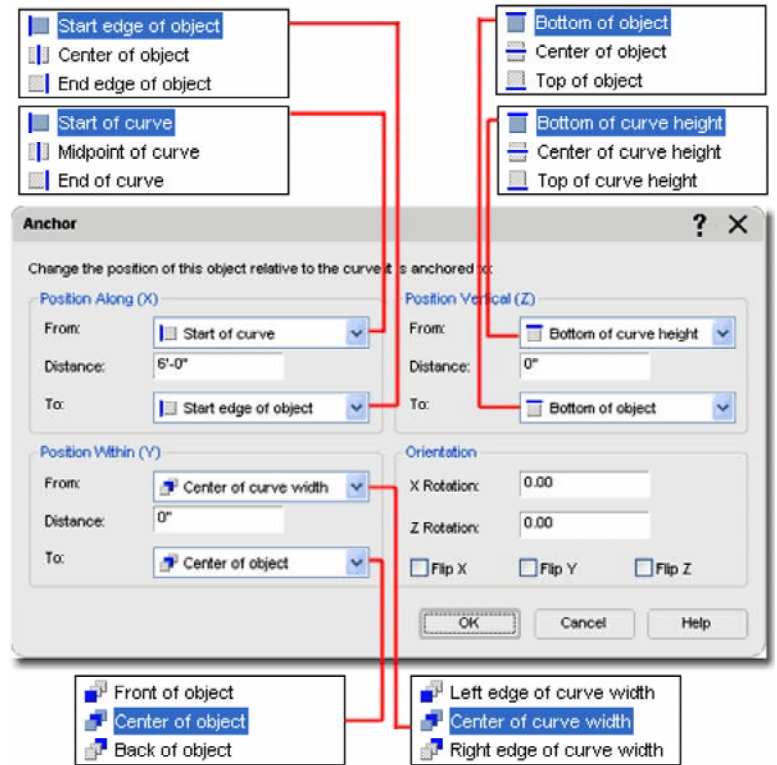 Start edge of object
Center of object
End edge of object
Bottom of object
Center of object
Top of object
Start of curve
Midpoint of curve
End of curve
Bottom of curve height
Center of curve height
Top of curve height
Anchor
? X
Change the position of this object relative to the curve it is anchored to:
Position Along (X)
From: Start of curve
Distance: 6'-0"
To: Start edge of object
Position Vertical (Z)
From: Bottom of curve height
Distance: 0"
To: Bottom of object
Position Within (Y)
From: Center of curve width
Distance: 0"
To: Center of object
Orientation
X Rotation: 0.00
Z Rotation: 0.00
Flip X Flip Y Flip Z
OK Cancel Help
Front of object
Center of object
Back of object
Left edge of curve width
Center of curve width
Right edge of curve width